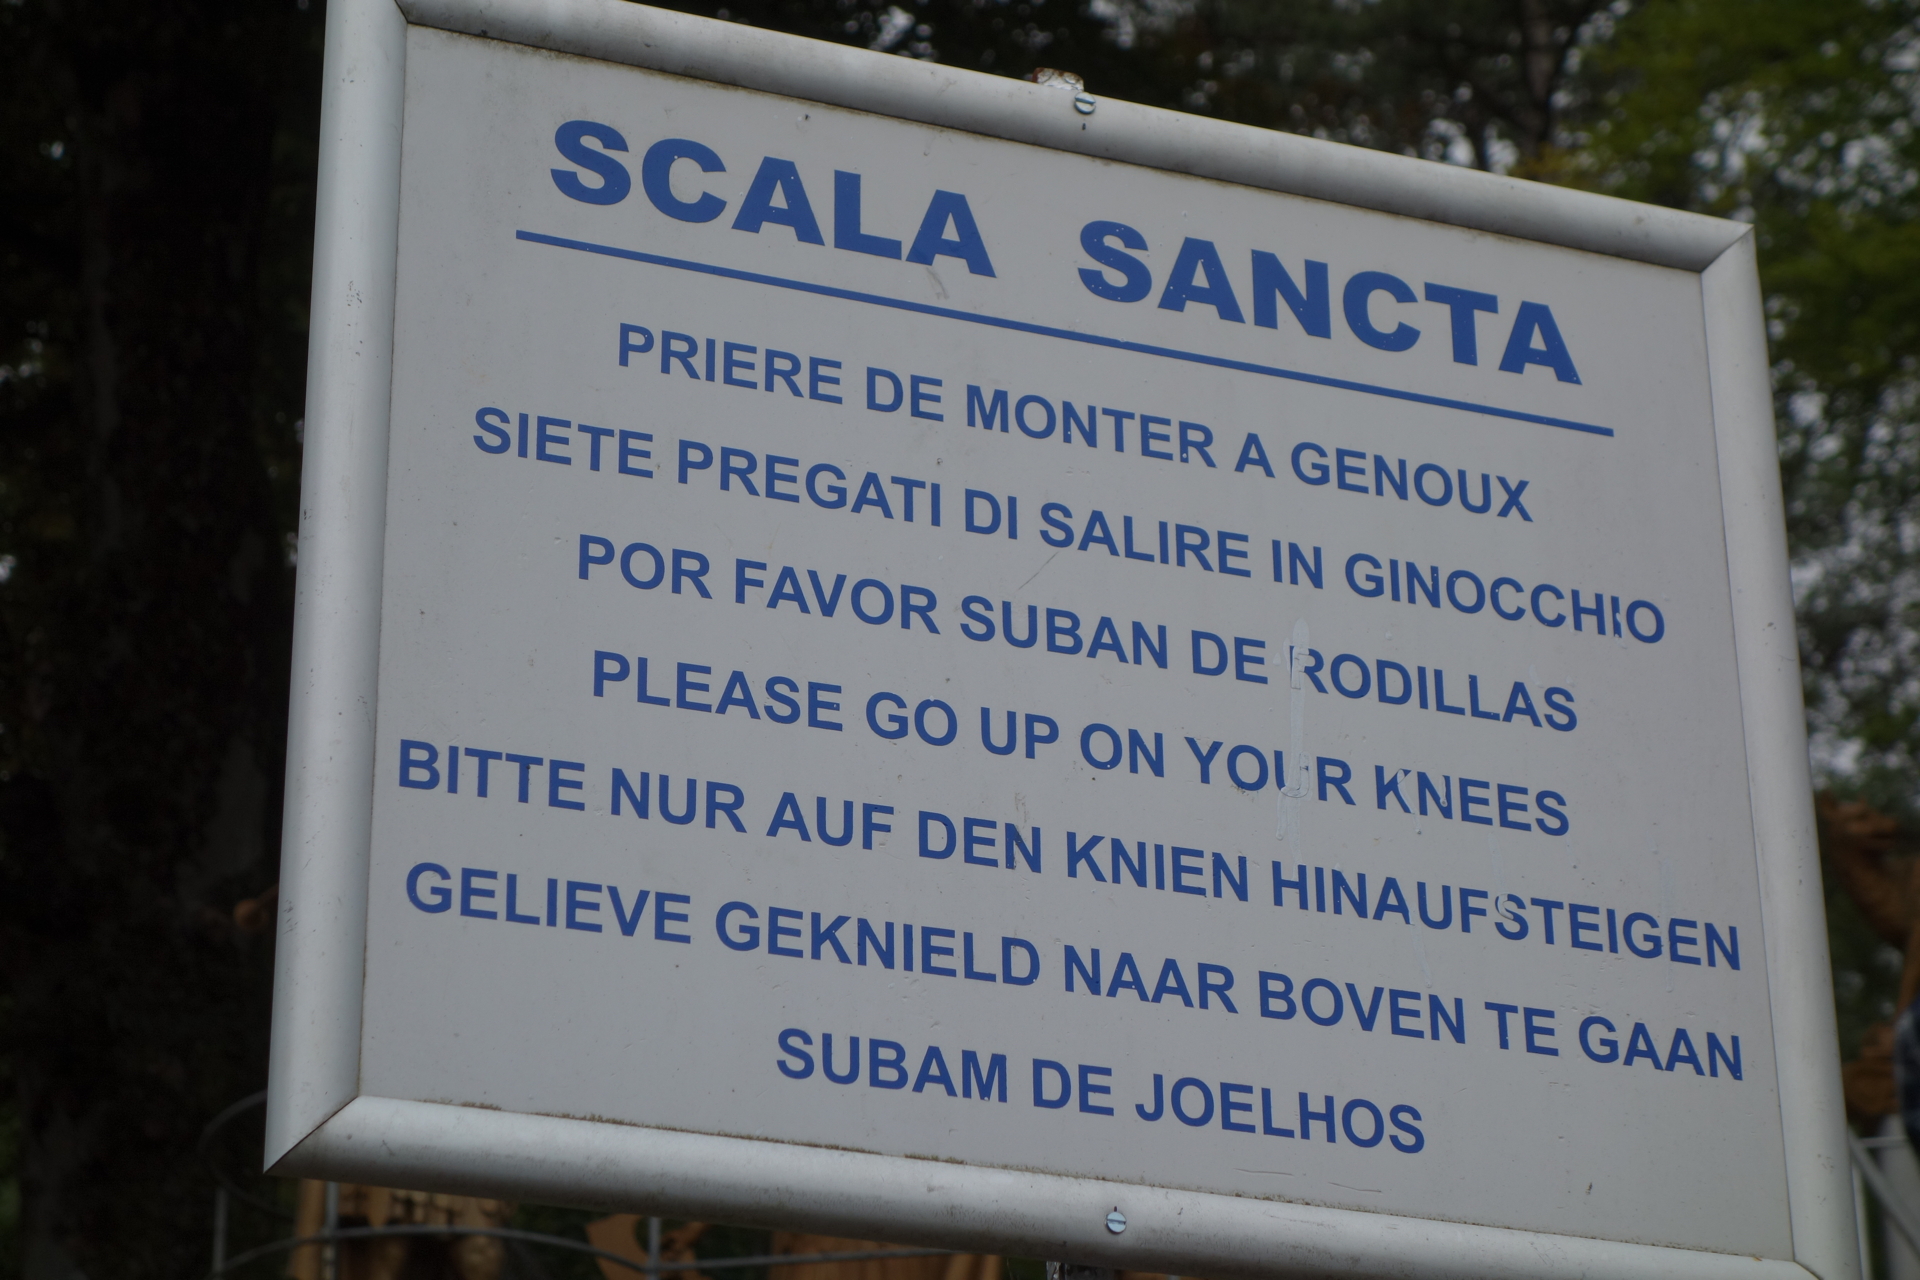 SCALA SANCTA
PRIERE DE MONTER A GENOUX
SIETE PREGATI DI SALIRE IN GINOCCHIO
POR FAVOR SUBAN DE RODILLAS
PLEASE GO UP ON YOUR KNEES
BITTE NUR AUF DEN KNIEN HINAUFSTEIGEN
GELIEVE GEKNIELD NAAR BOVEN TE GAAN
SUBAM DE JOELHOS